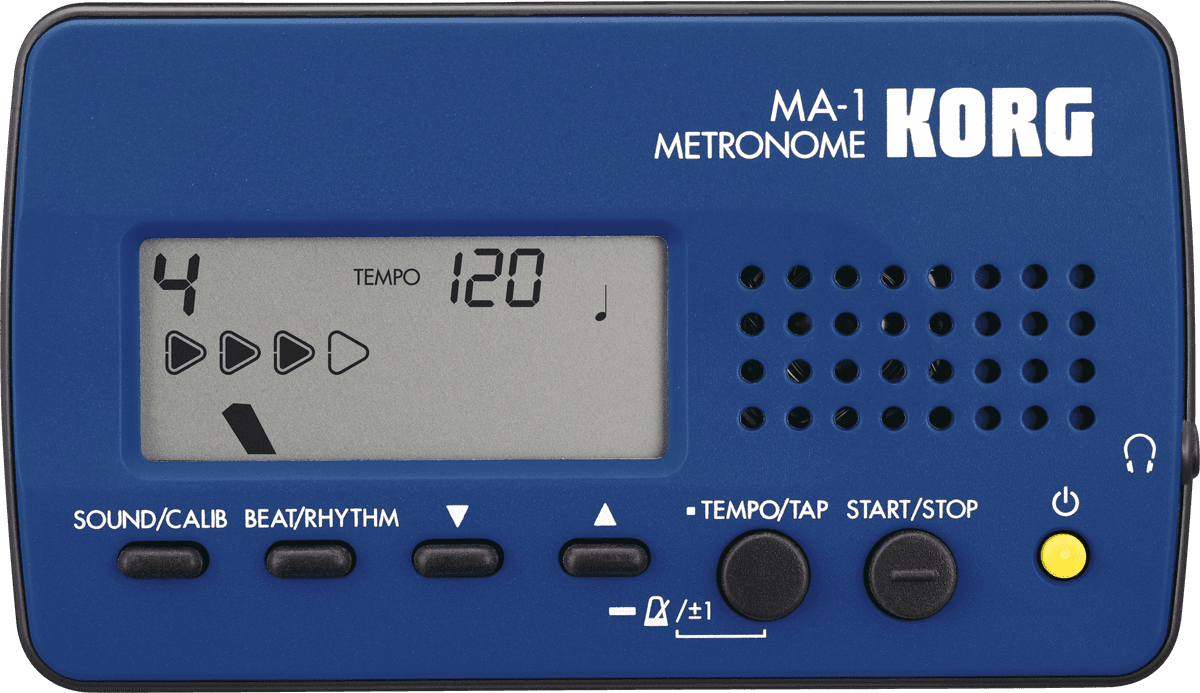 MA-1
METRONOME KORG
4 TEMPO 120
SOUND/CALIB BEAT/RHYTHM ▼ ▲ ▪ TEMPO/TAP START/STOP
/±1